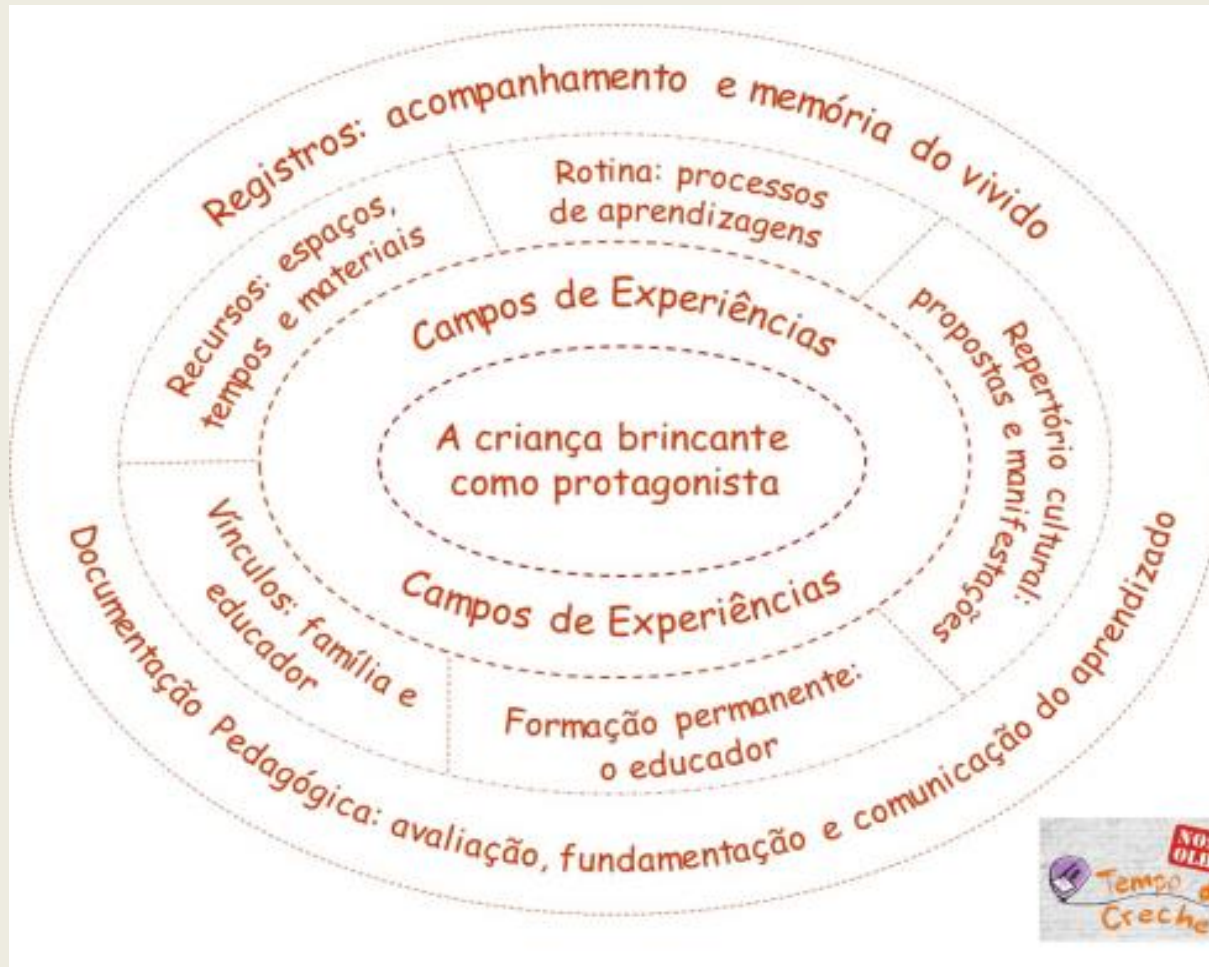 Registros: acompanhamento e memória do vivido
Recursos: espaços,
tempos e materiais
Rotina: processos
de aprendizagens
Repertório cultural:
propostas e manifestações
Campos de Experiências
A criança brincante
como protagonista
Campos de Experiências
Vínculos: família e
educador
Formação permanente:
o educador
Documentação Pedagógica: avaliação, fundamentação e comunicação do aprendizado
Tempo
Creche